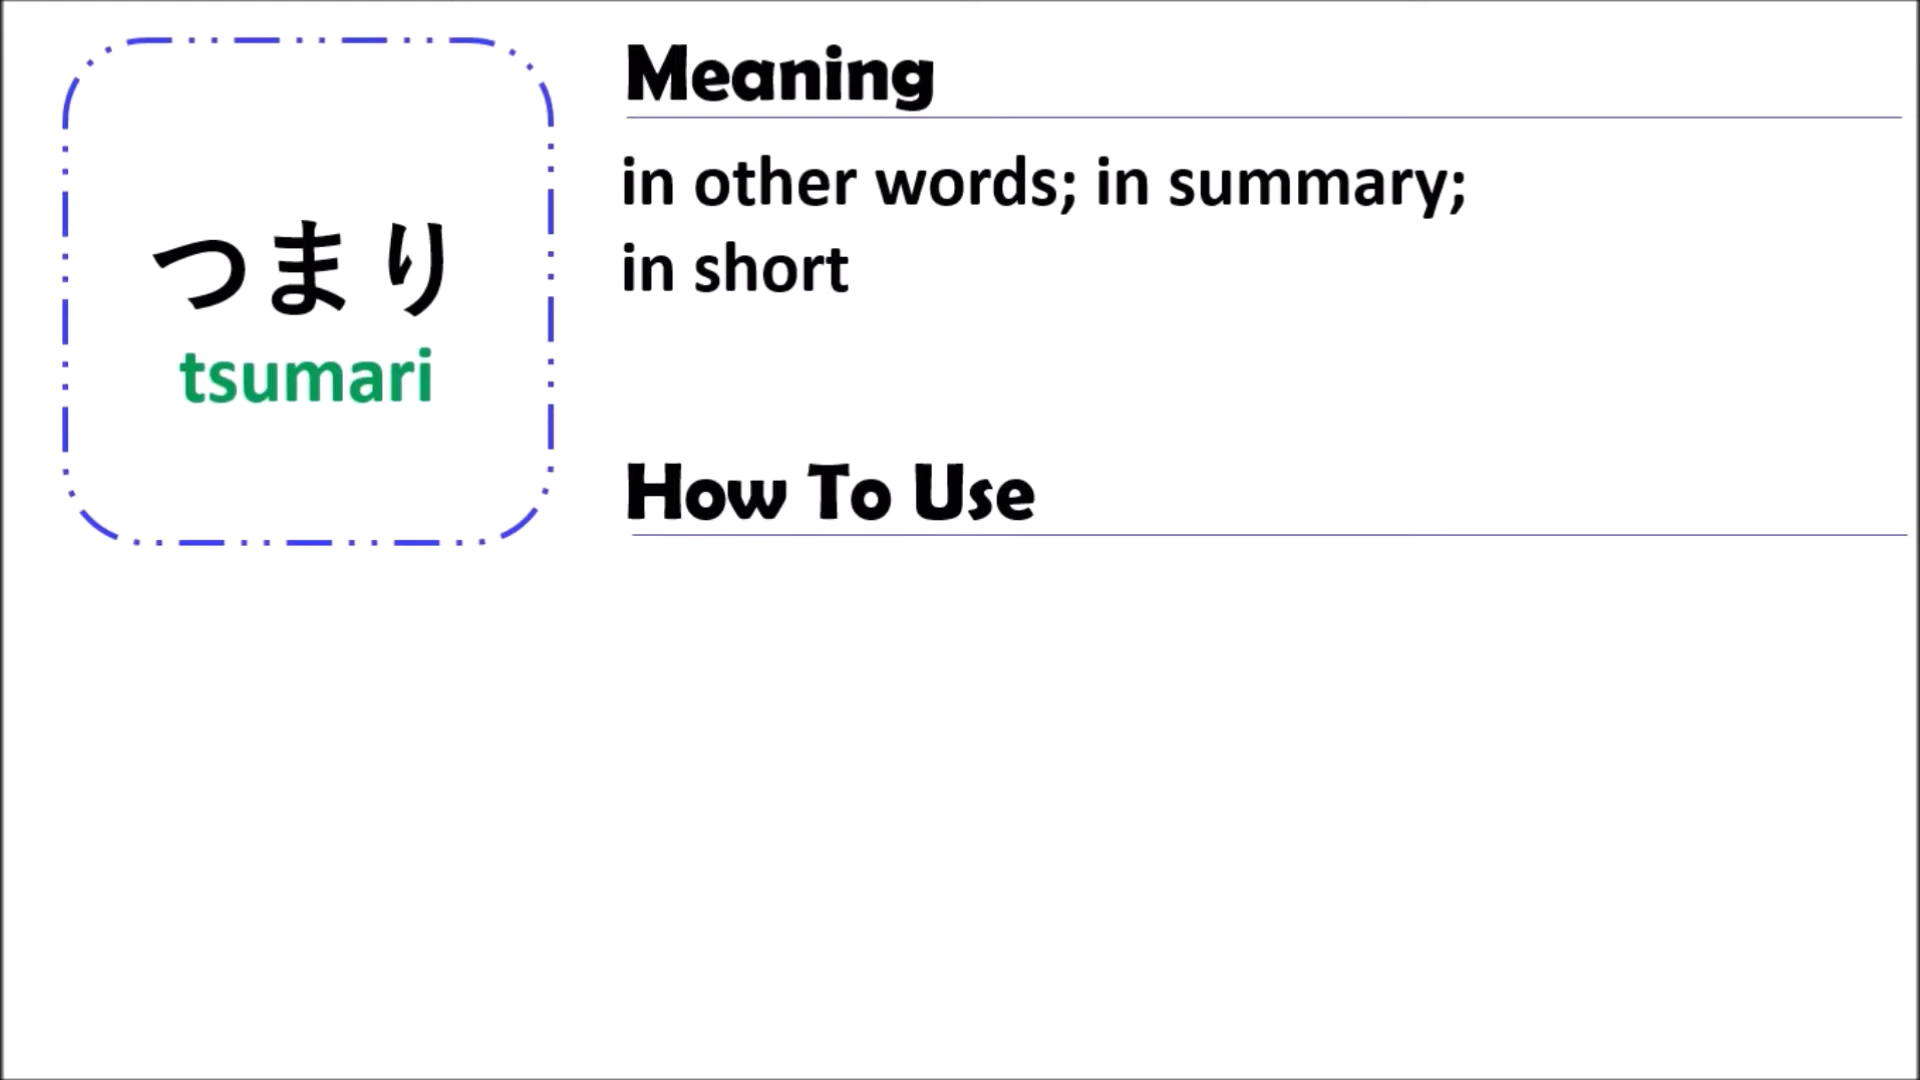 つまり
tsumari
Meaning
in other words; in summary;
in short
How To Use